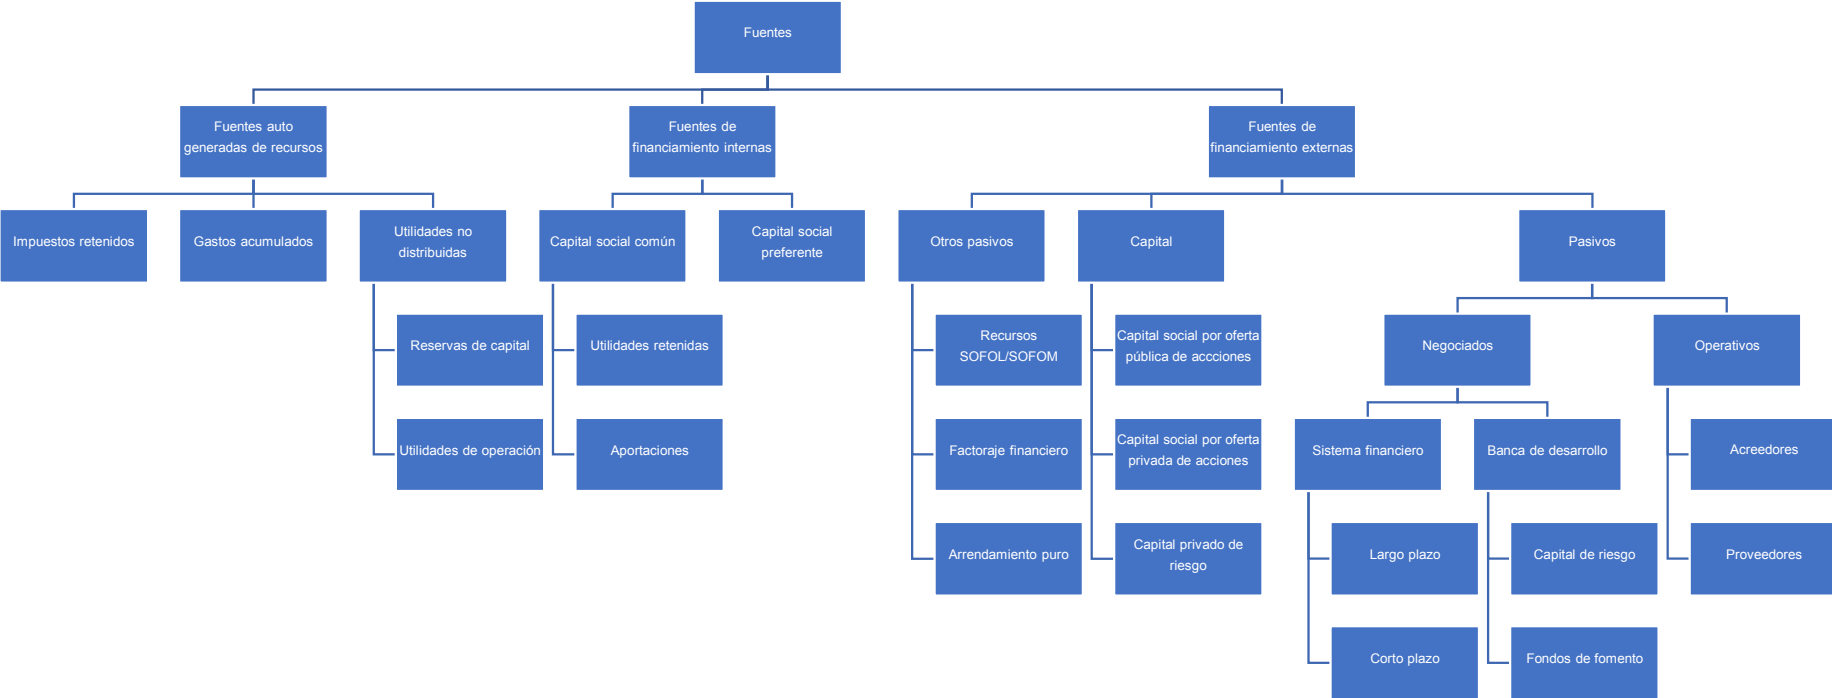 Fuentes
Fuentes auto
generadas de recursos
Fuentes de
financiamiento internas
Fuentes de
financiamiento externas
Impuestos retenidos
Gastos acumulados
Utilidades no
distribuidas
Capital social común
Capital social
preferente
Otros pasivos
Capital
Pasivos
Reservas de capital
Utilidades retenidas
Recursos
SOFOL/SOFOM
Capital social por oferta
pública de accciones
Negociados
Operativos
Utilidades de operación
Aportaciones
Factoraje financiero
Capital social por oferta
privada de acciones
Sistema financiero
Banca de desarrollo
Acreedores
Arrendamiento puro
Capital privado de
riesgo
Largo plazo
Capital de riesgo
Proveedores
Corto plazo
Fondos de fomento